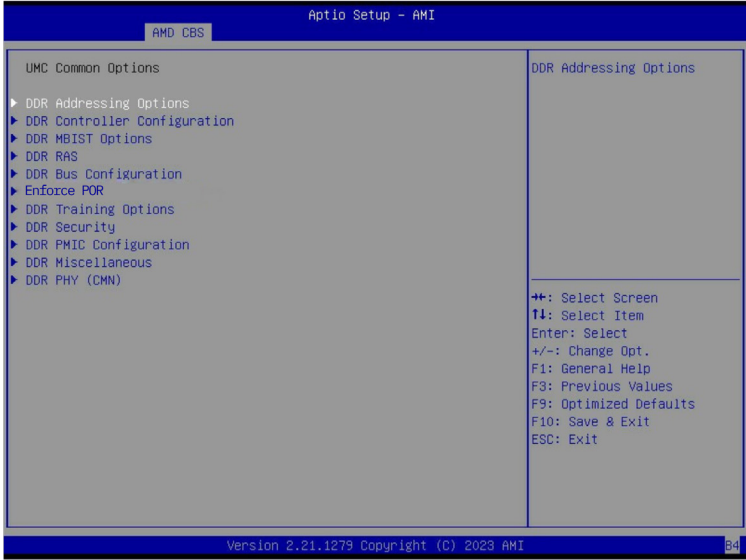 Aptio Setup - AMI
AMD CBS
UMC Common Options
DDR Addressing Options
DDR Controller Configuration
DDR MBIST Options
DDR RAS
DDR Bus Configuration
Enforce POR
DDR Training Options
DDR Security
DDR PMIC Configuration
DDR Miscellaneous
DDR PHY (CMN)
DDR Addressing Options
→←: Select Screen
↑↓: Select Item
Enter: Select
+/-: Change Opt.
F1: General Help
F3: Previous Values
F9: Optimized Defaults
F10: Save & Exit
ESC: Exit
Version 2.21.1279 Copyright (C) 2023 AMI
B4